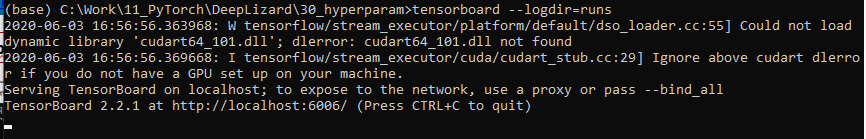 (base) C:\Work\11_PyTorch\DeepLizard\30_hyperparam>tensorboard --logdir=runs
2020-06-03 16:56:56.363968: W tensorflow/stream_executor/platform/default/dso_loader.cc:55] Could not load
dynamic library 'cudart64_101.dll'; dlerror: cudart64_101.dll not found
2020-06-03 16:56:56.369668: I tensorflow/stream_executor/cuda/cudart_stub.cc:29] Ignore above cudart dlerro
r if you do not have a GPU set up on your machine.
Serving TensorBoard on localhost; to expose to the network, use a proxy or pass --bind_all
TensorBoard 2.2.1 at http://localhost:6006/ (Press CTRL+C to quit)